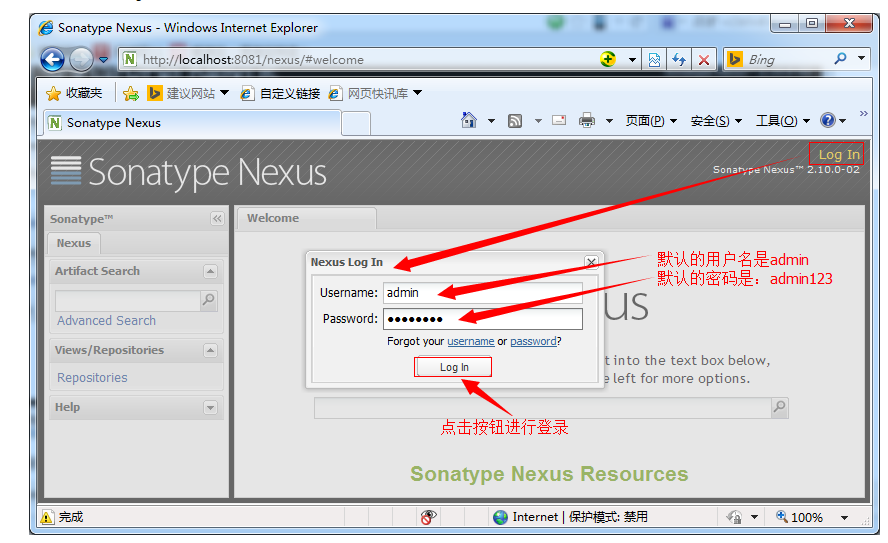 Sonatype Nexus - Windows Internet Explorer
http://localhost:8081/nexus/#welcome
Bing
收藏夹
建议网站
自定义链接
网页快讯库
Sonatype Nexus
页面(P)
安全(S)
工具(O)
Sonatype Nexus
Log In
Sonatype Nexus™ 2.10.0-02
Sonatype™
Welcome
Nexus
Artifact Search
Advanced Search
Views/Repositories
Repositories
Help
Nexus Log In
Username: admin
Password:
Forgot your username or password?
Log In
默认的用户名是admin
默认的密码是：admin123
点击按钮进行登录
us
t into the text box below,
e left for more options.
Sonatype Nexus Resources
完成
Internet | 保护模式: 禁用
100%